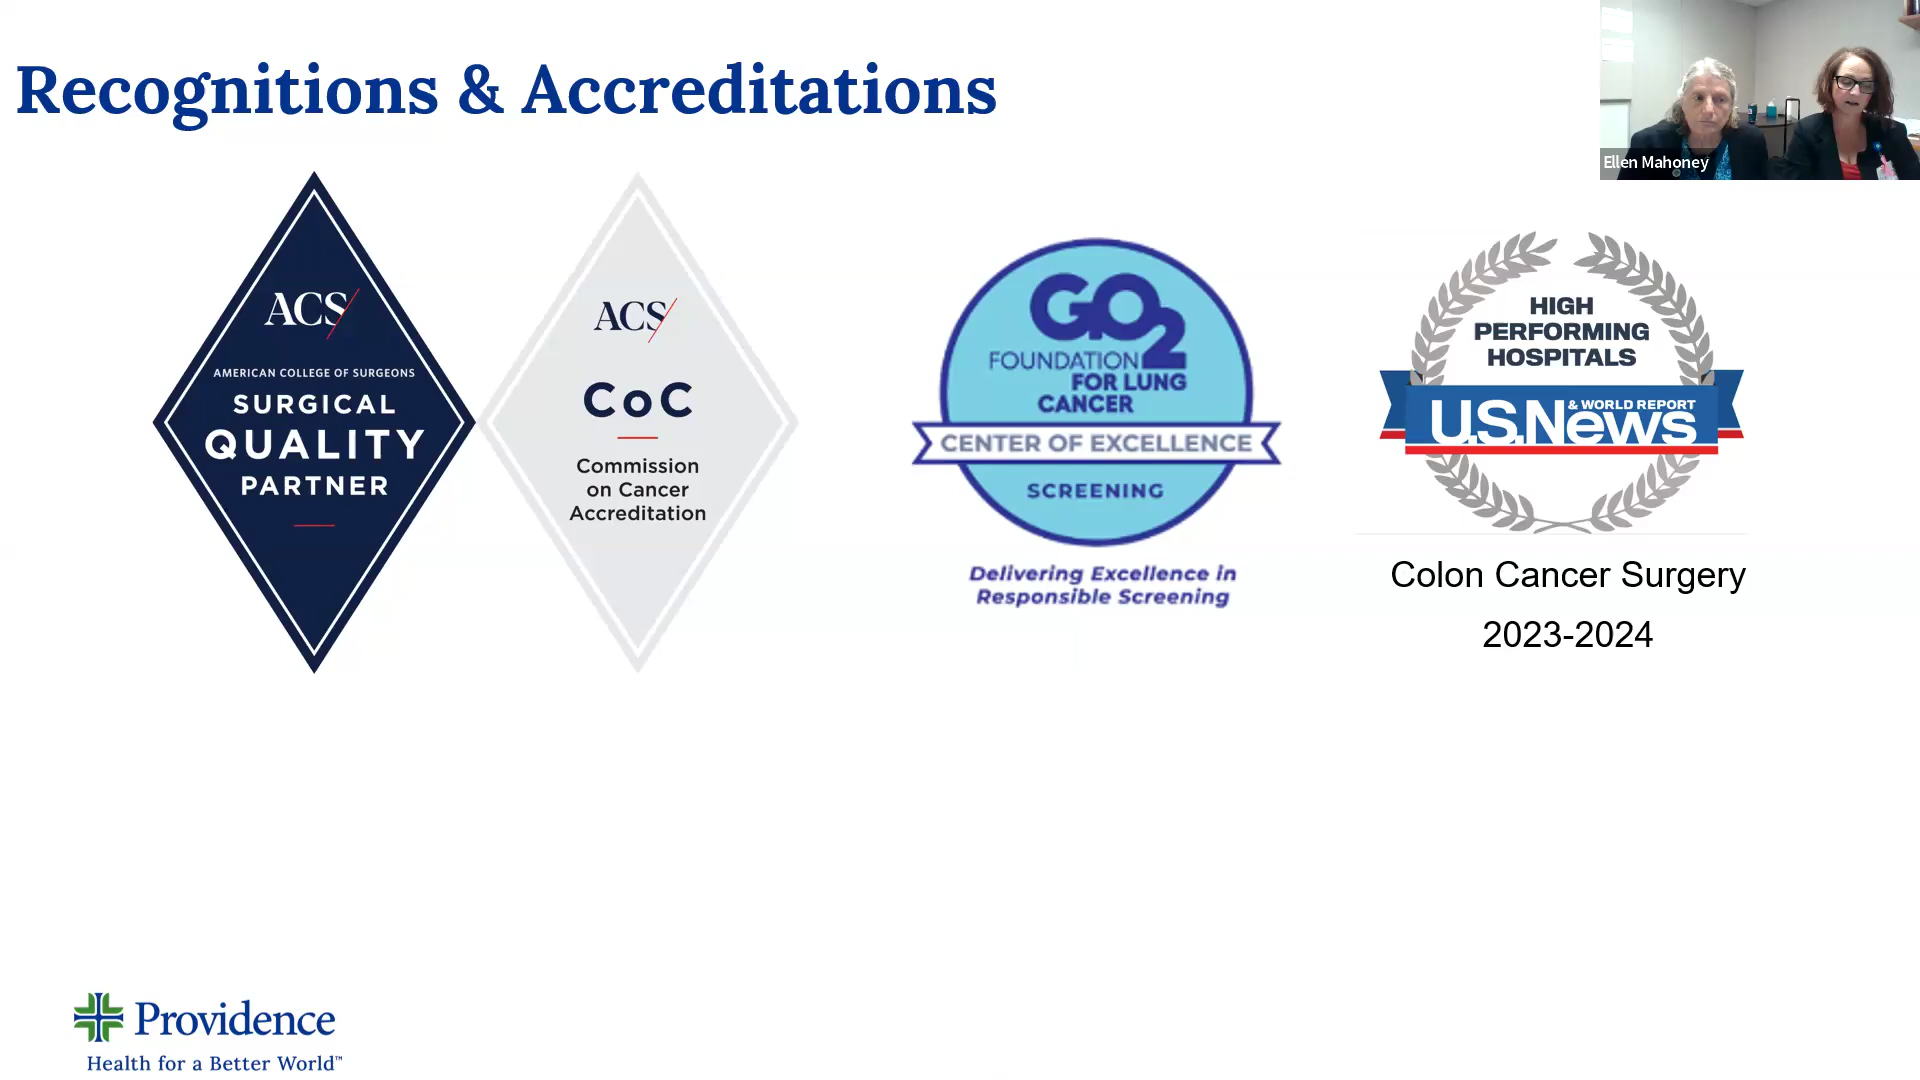 Recognitions & Accreditations
Ellen Mahoney
ACS
AMERICAN COLLEGE OF SURGEONS
SURGICAL
QUALITY
PARTNER
ACS
CoC
Commission
on Cancer
Accreditation
GO2
FOUNDATION
FOR LUNG
CANCER
CENTER OF EXCELLENCE
SCREENING
Delivering Excellence in
Responsible Screening
HIGH
PERFORMING
HOSPITALS
U.S.News
& WORLD REPORT
Colon Cancer Surgery
2023-2024
Providence
Health for a Better World™